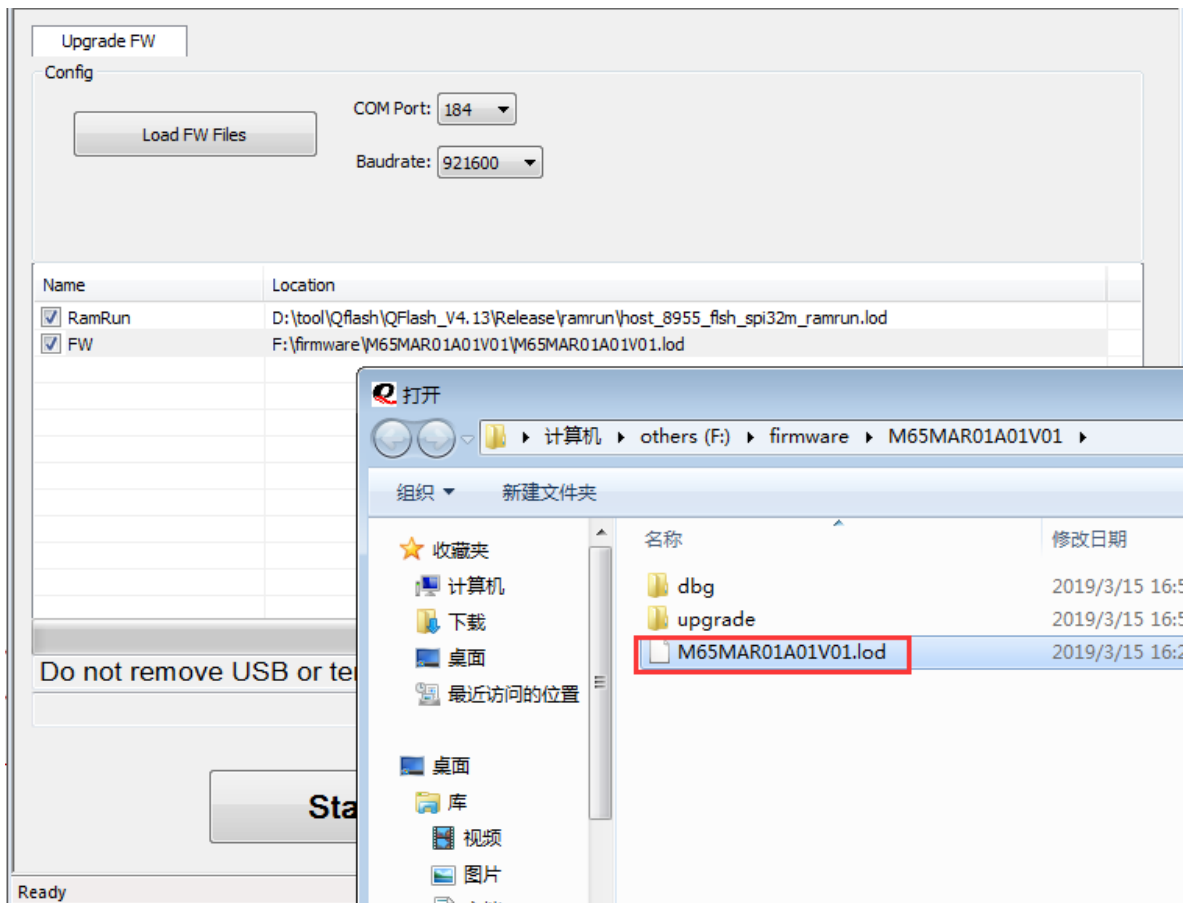 Upgrade FW
Config
Load FW Files
COM Port: 184
Baudrate: 921600
Name Location
RamRun D:\tool\Qflash\QFlash_V4.13\Release\ramrun\host_8955_flsh_spi32m_ramrun.lod
FW F:\firmware\M65MAR01A01V01\M65MAR01A01V01.lod
打开
计算机 others (F:) firmware M65MAR01A01V01
组织 新建文件夹
名称 修改日期
收藏夹
计算机
下载
桌面
最近访问的位置
桌面
库
视频
图片
dbg 2019/3/15 16:5
upgrade 2019/3/15 16:5
M65MAR01A01V01.lod 2019/3/15 16:2
Do not remove USB or te
Sta
Ready